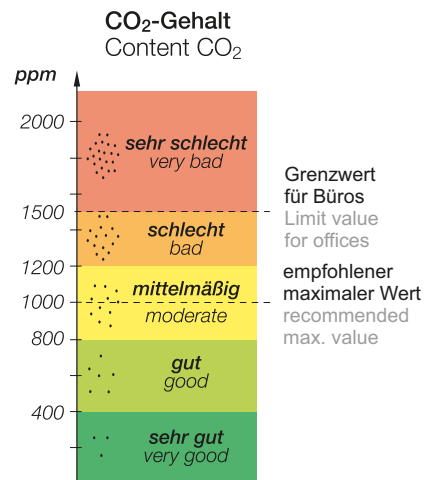 CO₂-Gehalt
Content CO₂
ppm
2000
sehr schlecht
very bad
Grenzwert
für Büros
1500
Limit value
for offices
schlecht
bad
1200
empfohlener
mittelmäßig
maximaler Wert
1000
moderate
recommended
max. value
800
gut
good
400
sehr gut
very good